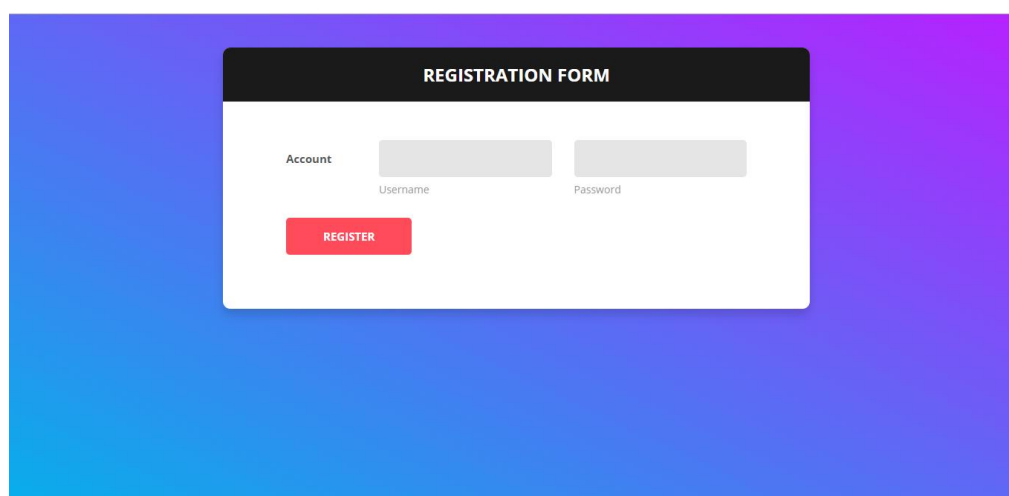 REGISTRATION FORM
Account
Username
Password
REGISTER